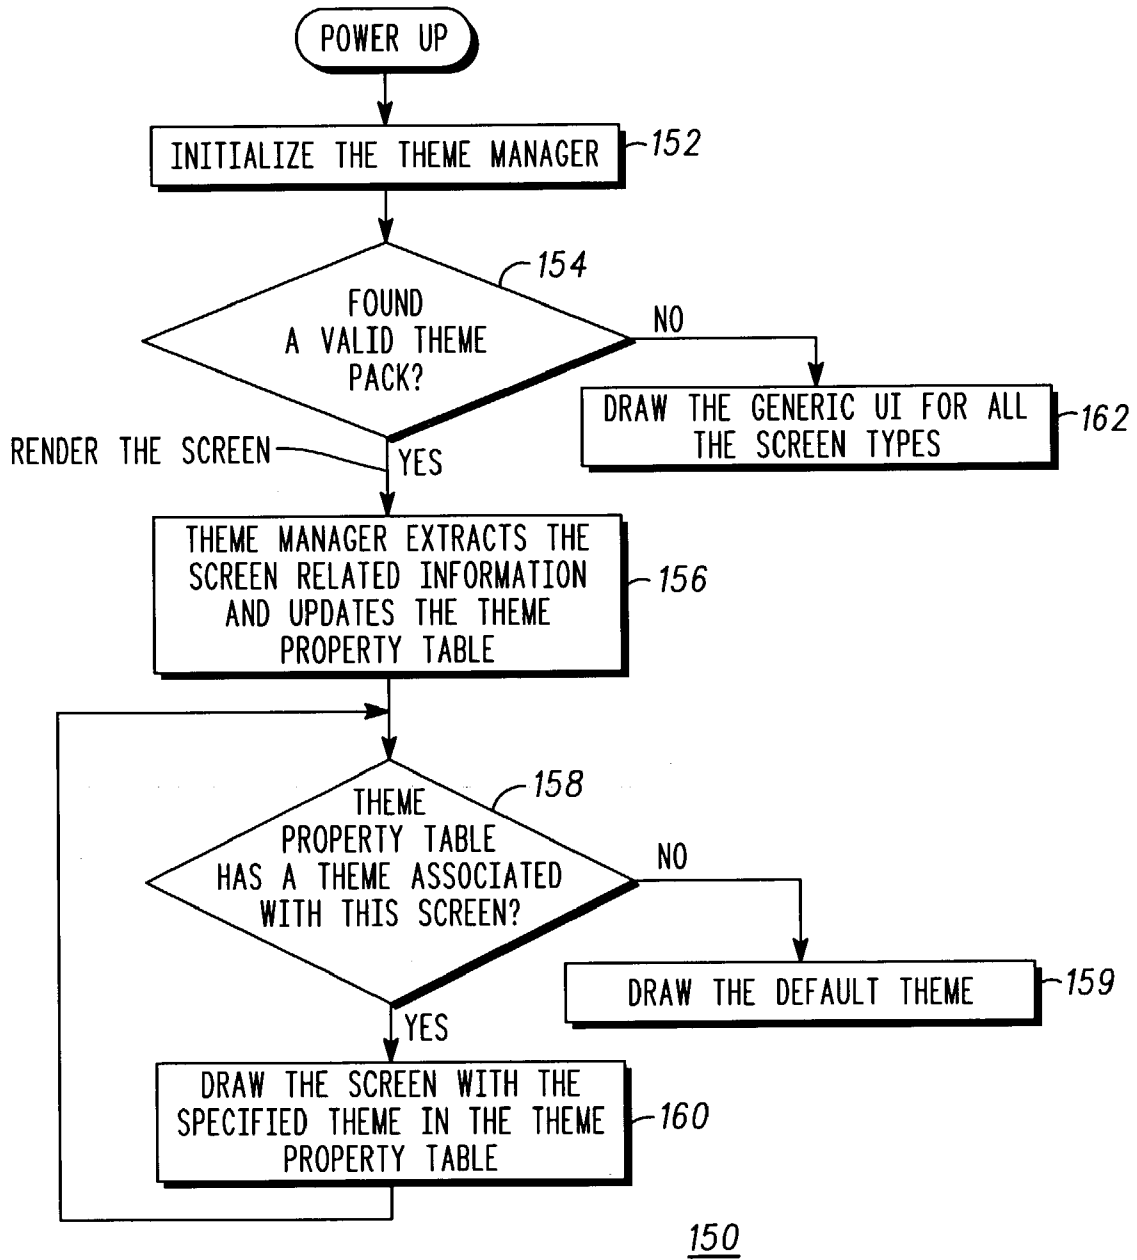 POWER UP
INITIALIZE THE THEME MANAGER
152
154
FOUND
A VALID THEME
PACK?
NO
DRAW THE GENERIC UI FOR ALL
THE SCREEN TYPES
162
RENDER THE SCREEN
YES
THEME MANAGER EXTRACTS THE
SCREEN RELATED INFORMATION
AND UPDATES THE THEME
PROPERTY TABLE
156
158
THEME
PROPERTY TABLE
HAS A THEME ASSOCIATED
WITH THIS SCREEN?
NO
DRAW THE DEFAULT THEME
159
YES
DRAW THE SCREEN WITH THE
SPECIFIED THEME IN THE THEME
PROPERTY TABLE
160
150